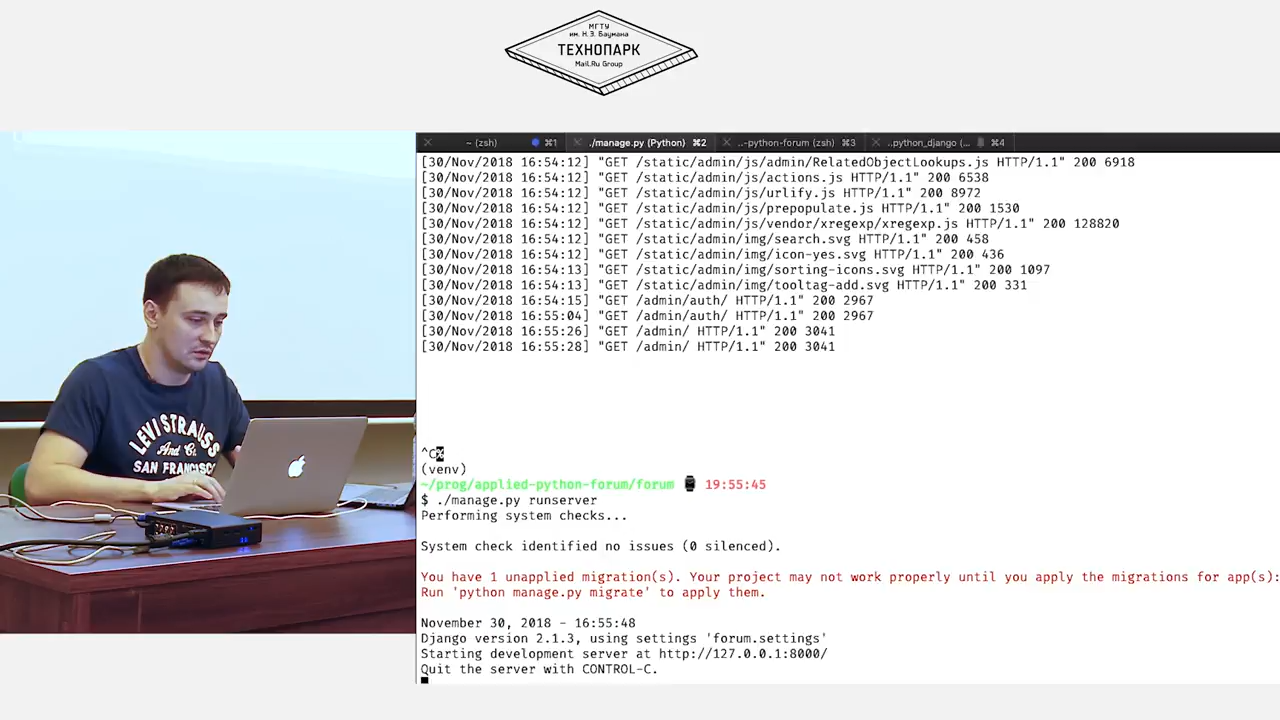 МГТУ
им. Н.Э. Баумана
ТЕХНОПАРК
Mail.Ru Group
~ (zsh) ⌘1 ./manage.py (Python) ⌘2 ..-python-forum (zsh) ⌘3 ..python_django (... ⌘4
[30/Nov/2018 16:54:12] "GET /static/admin/js/admin/RelatedObjectLookups.js HTTP/1.1" 200 6918
[30/Nov/2018 16:54:12] "GET /static/admin/js/actions.js HTTP/1.1" 200 6538
[30/Nov/2018 16:54:12] "GET /static/admin/js/urlify.js HTTP/1.1" 200 8972
[30/Nov/2018 16:54:12] "GET /static/admin/js/prepopulate.js HTTP/1.1" 200 1530
[30/Nov/2018 16:54:12] "GET /static/admin/js/vendor/xregexp/xregexp.js HTTP/1.1" 200 128820
[30/Nov/2018 16:54:12] "GET /static/admin/img/search.svg HTTP/1.1" 200 458
[30/Nov/2018 16:54:12] "GET /static/admin/img/icon-yes.svg HTTP/1.1" 200 436
[30/Nov/2018 16:54:13] "GET /static/admin/img/sorting-icons.svg HTTP/1.1" 200 1097
[30/Nov/2018 16:54:13] "GET /static/admin/img/tooltag-add.svg HTTP/1.1" 200 331
[30/Nov/2018 16:54:15] "GET /admin/auth/ HTTP/1.1" 200 2967
[30/Nov/2018 16:55:04] "GET /admin/auth/ HTTP/1.1" 200 2967
[30/Nov/2018 16:55:26] "GET /admin/ HTTP/1.1" 200 3041
[30/Nov/2018 16:55:28] "GET /admin/ HTTP/1.1" 200 3041
^C%
(venv)
~/prog/applied-python-forum/forum 19:55:45
$ ./manage.py runserver
Performing system checks...
System check identified no issues (0 silenced).
You have 1 unapplied migration(s). Your project may not work properly until you apply the migrations for app(s):
Run 'python manage.py migrate' to apply them.
November 30, 2018 - 16:55:48
Django version 2.1.3, using settings 'forum.settings'
Starting development server at http://127.0.0.1:8000/
Quit the server with CONTROL-C.
LEVI STRAUSS
And Co.
SAN FRANCISCO